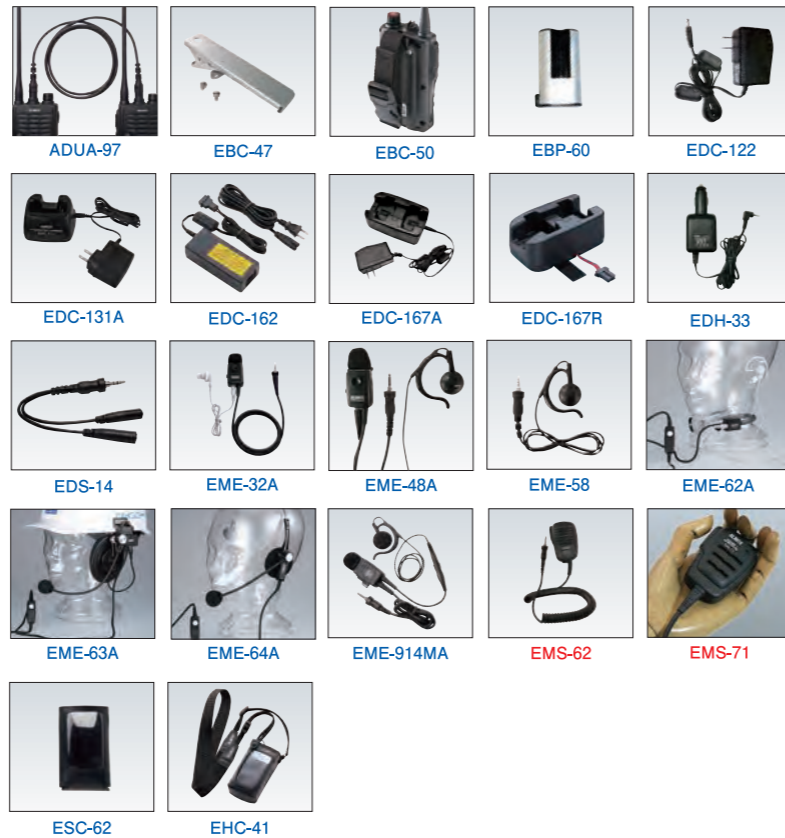 ADUA-97
EBC-47
EBC-50
EBP-60
EDC-122
EDC-131A
EDC-162
EDC-167A
EDC-167R
EDH-33
EDS-14
EME-32A
EME-48A
EME-58
EME-62A
EME-63A
EME-64A
EME-914MA
EMS-62
EMS-71
ESC-62
EHC-41